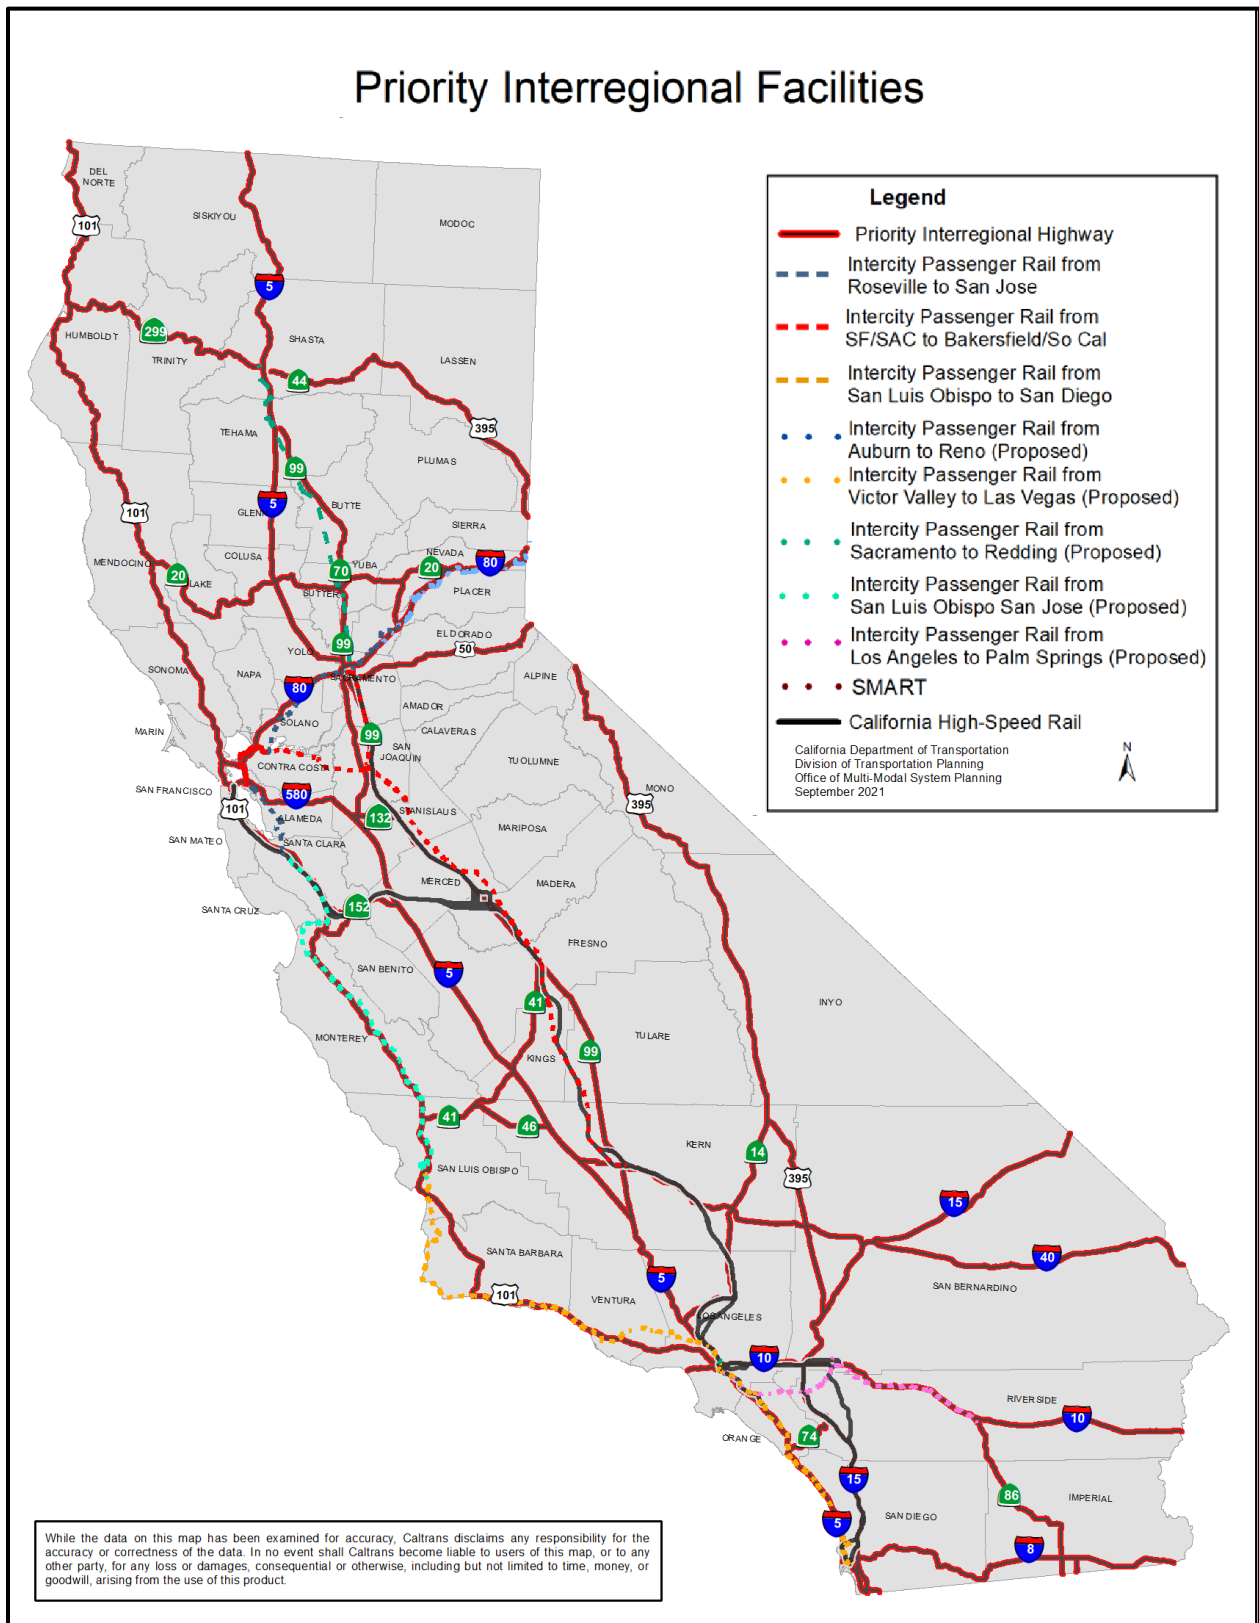 Priority Interregional Facilities
Legend
Priority Interregional Highway
Intercity Passenger Rail from
Roseville to San Jose
Intercity Passenger Rail from
SF/SAC to Bakersfield/So Cal
Intercity Passenger Rail from
San Luis Obispo to San Diego
Intercity Passenger Rail from
Auburn to Reno (Proposed)
Intercity Passenger Rail from
Victor Valley to Las Vegas (Proposed)
Intercity Passenger Rail from
Sacramento to Redding (Proposed)
Intercity Passenger Rail from
San Luis Obispo San Jose (Proposed)
Intercity Passenger Rail from
Los Angeles to Palm Springs (Proposed)
SMART
California High-Speed Rail
California Department of Transportation
Division of Transportation Planning
Office of Multi-Modal System Planning
September 2021
N
DEL
NORTE
SISKIYOU
MODOC
101
5
HUMBOLDT
299
TRINITY
SHASTA
LASSEN
44
395
TEHAMA
PLUMAS
99
5
GLENN
BUTTE
101
SIERRA
COLUSA
NEVADA
MENDOCINO
20
LAKE
70
YUBA
20
80
SUTTER
PLACER
99
EL DORADO
50
YOLO
SONOMA
NAPA
SACRAMENTO
ALPINE
80
AMADOR
SOLANO
MARIN
99
CALAVERAS
SAN
JOAQUIN
CONTRA COSTA
TUOLUMNE
SAN FRANCISCO
580
MONO
395
101
ALAMEDA
132
STANISLAUS
MARIPOSA
SAN MATEO
SANTA CLARA
MERCED
MADERA
SANTA CRUZ
152
FRESNO
SAN BENITO
5
INYO
41
MONTEREY
TULARE
99
KINGS
41
46
KERN
14
SAN LUIS OBISPO
395
15
SANTA BARBARA
40
5
SAN BERNARDINO
101
VENTURA
LOS ANGELES
10
RIVERSIDE
10
ORANGE
74
15
86
IMPERIAL
5
SAN DIEGO
8
While the data on this map has been examined for accuracy, Caltrans disclaims any responsibility for the
accuracy or correctness of the data. In no event shall Caltrans become liable to users of this map, or to any
other party, for any loss or damages, consequential or otherwise, including but not limited to time, money, or
goodwill, arising from the use of this product.